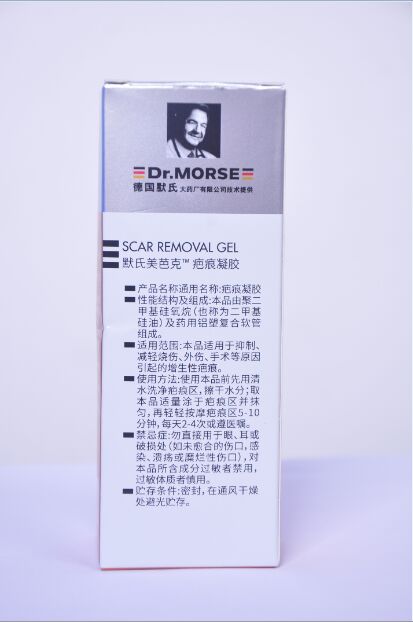 Dr.MORSE
德国默氏 大药厂有限公司技术提供
SCAR REMOVAL GEL
默氏美芭克™ 疤痕凝胶
产品名称通用名称:疤痕凝胶
性能结构及组成:本品由聚二
甲基硅氧烷(也称为二甲基
硅油)及药用铝塑复合软管
组成。
适用范围:本品适用于抑制、
减轻烧伤、外伤、手术等原因
引起的增生性疤痕。
使用方法:使用本品前先用清
水洗净疤痕区,擦干水分;取
本品适量涂于疤痕区并抹
匀,再轻轻按摩疤痕区5-10
分钟,每天2-4次或遵医嘱。
禁忌症:勿直接用于眼、耳或
破损处(如未愈合的伤口,感
染、溃疡或糜烂性伤口),对
本品所含成分过敏者禁用,
过敏体质者慎用。
贮存条件:密封,在通风干燥
处避光贮存。